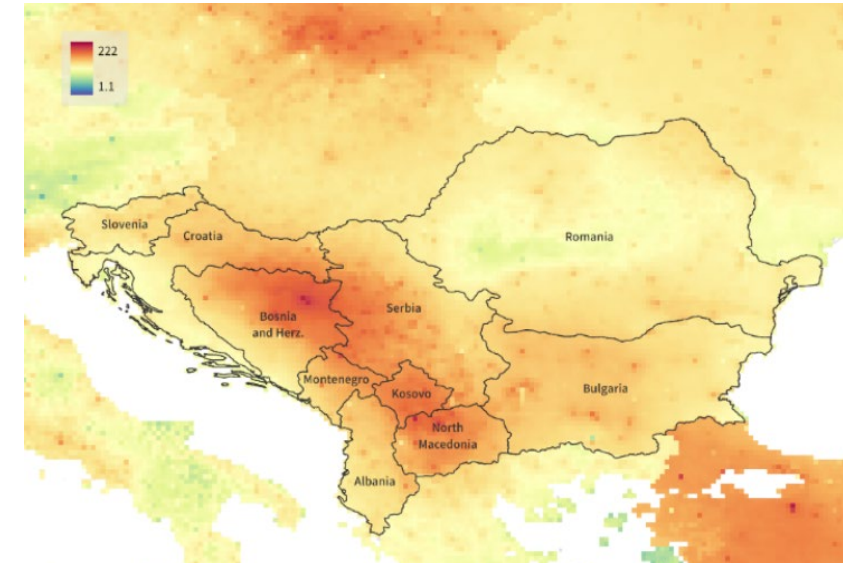 222
1.1
Slovenia
Croatia
Romania
Bosnia
and Herz.
Serbia
Montenegro
Kosovo
Bulgaria
North
Macedonia
Albania